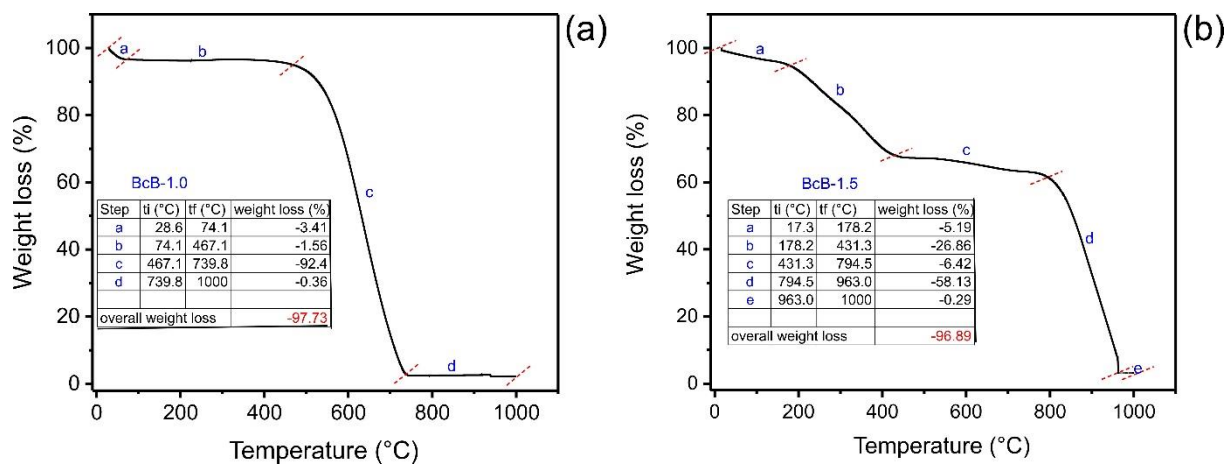 (a)
Weight loss (%)
100
80
60
40
20
0
a
b
c
d
BcB-1.0
Step ti (°C) tf (°C) weight loss (%)
a 28.6 74.1 -3.41
b 74.1 467.1 -1.56
c 467.1 739.8 -92.4
d 739.8 1000 -0.36
overall weight loss -97.73
0 200 400 600 800 1000
Temperature (°C)
(b)
Weight loss (%)
100
80
60
40
20
0
a
b
c
d
e
BcB-1.5
Step ti (°C) tf (°C) weight loss (%)
a 17.3 178.2 -5.19
b 178.2 431.3 -26.86
c 431.3 794.5 -6.42
d 794.5 963.0 -58.13
e 963.0 1000 -0.29
overall weight loss -96.89
0 200 400 600 800 1000
Temperature (°C)